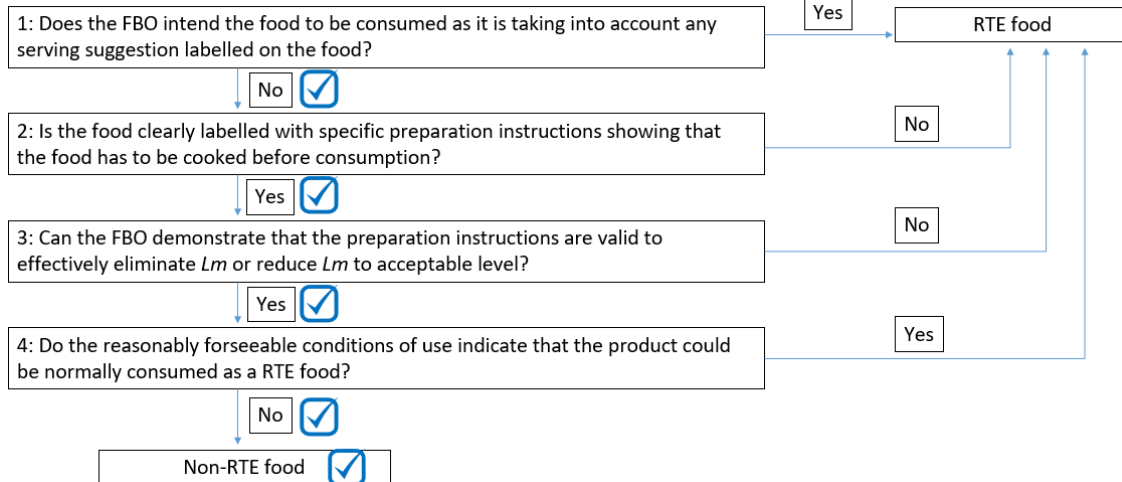 1: Does the FBO intend the food to be consumed as it is taking into account any
serving suggestion labelled on the food?
Yes
RTE food
No
2: Is the food clearly labelled with specific preparation instructions showing that
the food has to be cooked before consumption?
No
Yes
3: Can the FBO demonstrate that the preparation instructions are valid to
effectively eliminate Lm or reduce Lm to acceptable level?
No
Yes
4: Do the reasonably forseeable conditions of use indicate that the product could
be normally consumed as a RTE food?
Yes
No
Non-RTE food